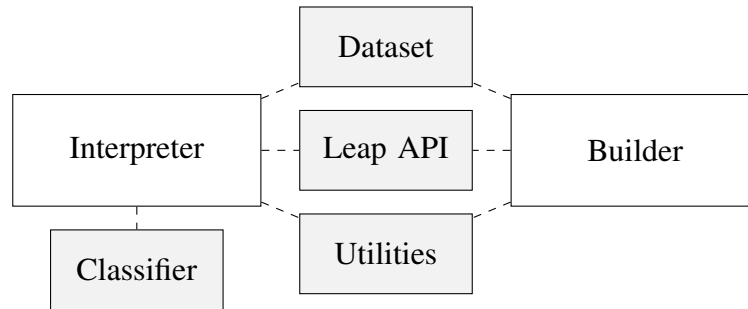 Dataset
Interpreter
Leap API
Builder
Utilities
Classifier